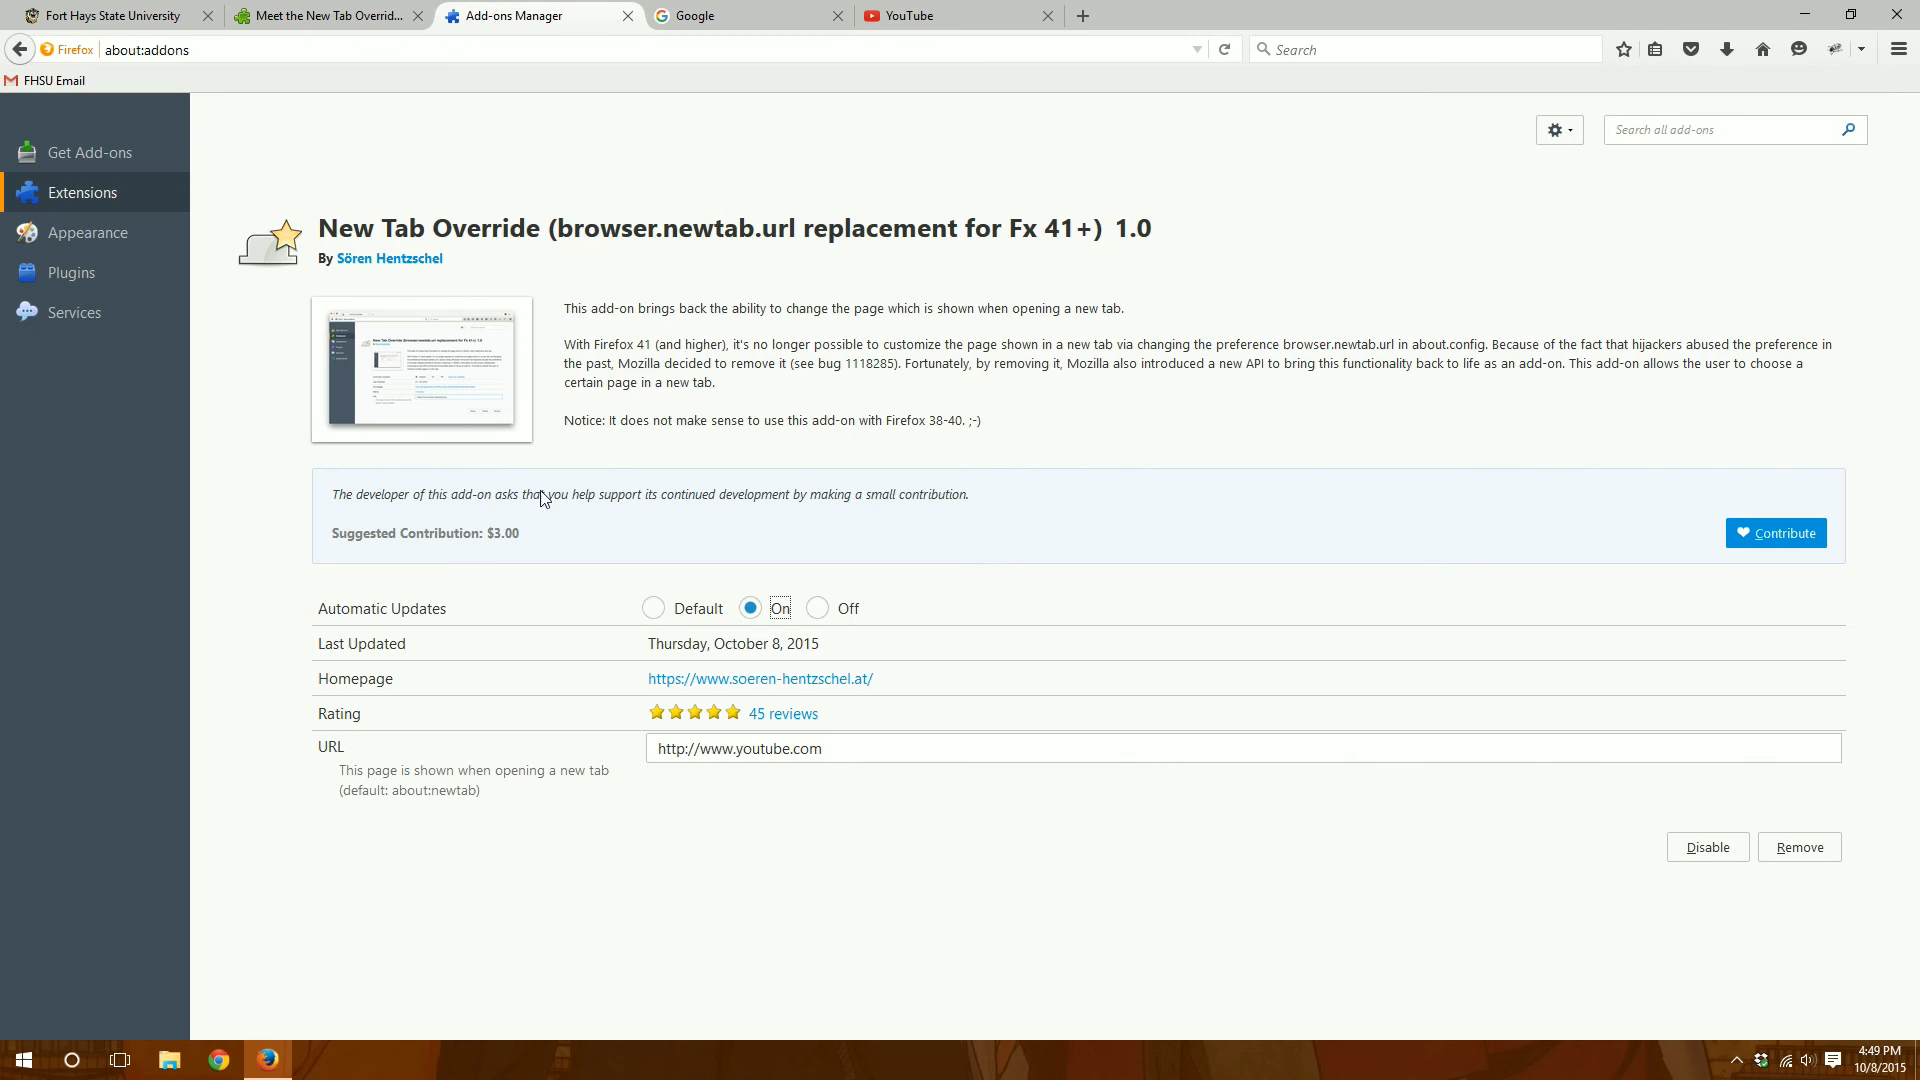 Fort Hays State University
Meet the New Tab Overrid...
Add-ons Manager
Google
YouTube
Firefox
about:addons
Search
FHSU Email
Get Add-ons
Extensions
Appearance
Plugins
Services
Search all add-ons
New Tab Override (browser.newtab.url replacement for Fx 41+) 1.0
By Sören Hentzschel
This add-on brings back the ability to change the page which is shown when opening a new tab.
With Firefox 41 (and higher), it's no longer possible to customize the page shown in a new tab via changing the preference browser.newtab.url in about:config. Because of the fact that hijackers abused the preference in
the past, Mozilla decided to remove it (see bug 1118285). Fortunately, by removing it, Mozilla also introduced a new API to bring this functionality back to life as an add-on. This add-on allows the user to choose a
certain page in a new tab.
Notice: It does not make sense to use this add-on with Firefox 38-40. ;-)
The developer of this add-on asks that you help support its continued development by making a small contribution.
Suggested Contribution: $3.00
Contribute
Automatic Updates
Default
On
Off
Last Updated
Thursday, October 8, 2015
Homepage
https://www.soeren-hentzschel.at/
Rating
45 reviews
URL
http://www.youtube.com
This page is shown when opening a new tab
(default: about:newtab)
Disable
Remove
4:49 PM
10/8/2015